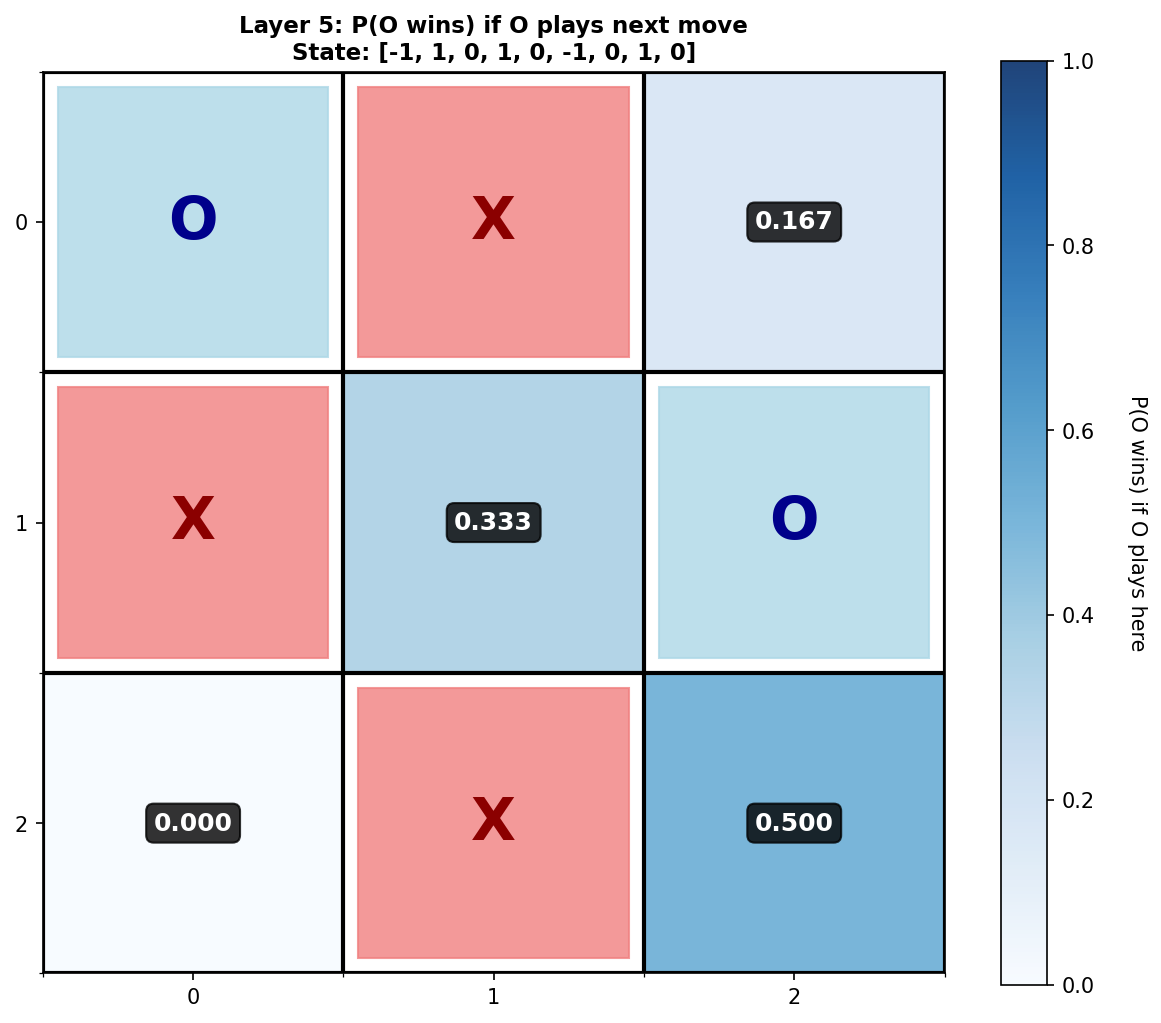 Layer 5: P(O wins) if O plays next move
State: [-1, 1, 0, 1, 0, -1, 0, 1, 0]
0
O
X
0.167
1
X
0.333
O
2
0.000
X
0.500
0
1
2
1.0
0.8
0.6
0.4
0.2
0.0
P(O wins) if O plays here